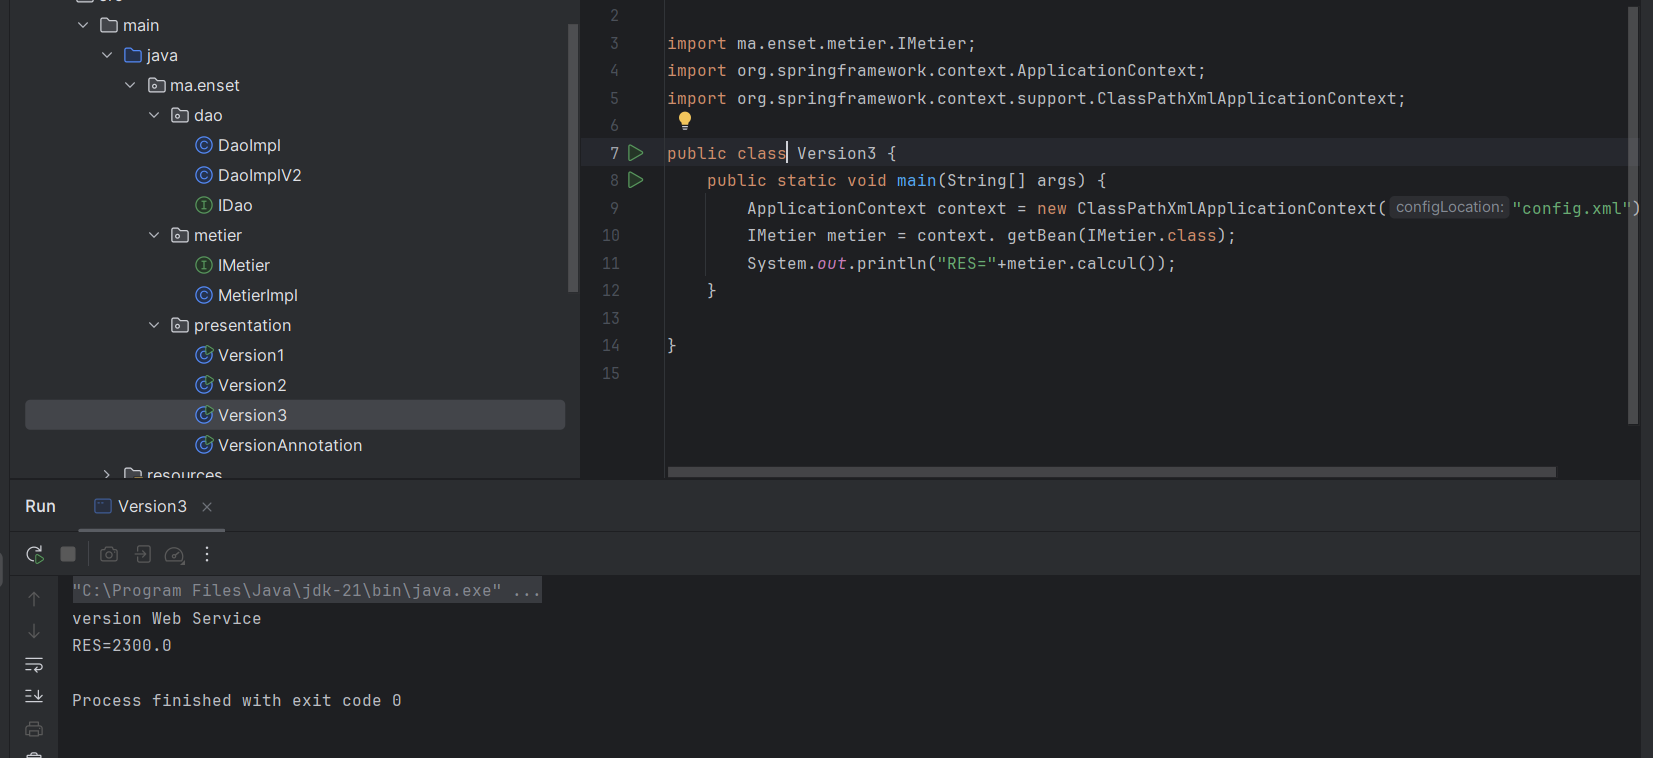 main
java
ma.enset
dao
DaoImpl
DaoImplV2
IDao
metier
IMetier
MetierImpl
presentation
Version1
Version2
Version3
VersionAnnotation
resources
2
3 import ma.enset.metier.IMetier;
4 import org.springframework.context.ApplicationContext;
5 import org.springframework.context.support.ClassPathXmlApplicationContext;
6
7 public class Version3 {
8 public static void main(String[] args) {
9 ApplicationContext context = new ClassPathXmlApplicationContext( configLocation: "config.xml")
10 IMetier metier = context. getBean(IMetier.class);
11 System.out.println("RES="+metier.calcul());
12 }
13
14 }
15
Run Version3
"C:\Program Files\Java\jdk-21\bin\java.exe" ...
version Web Service
RES=2300.0
Process finished with exit code 0